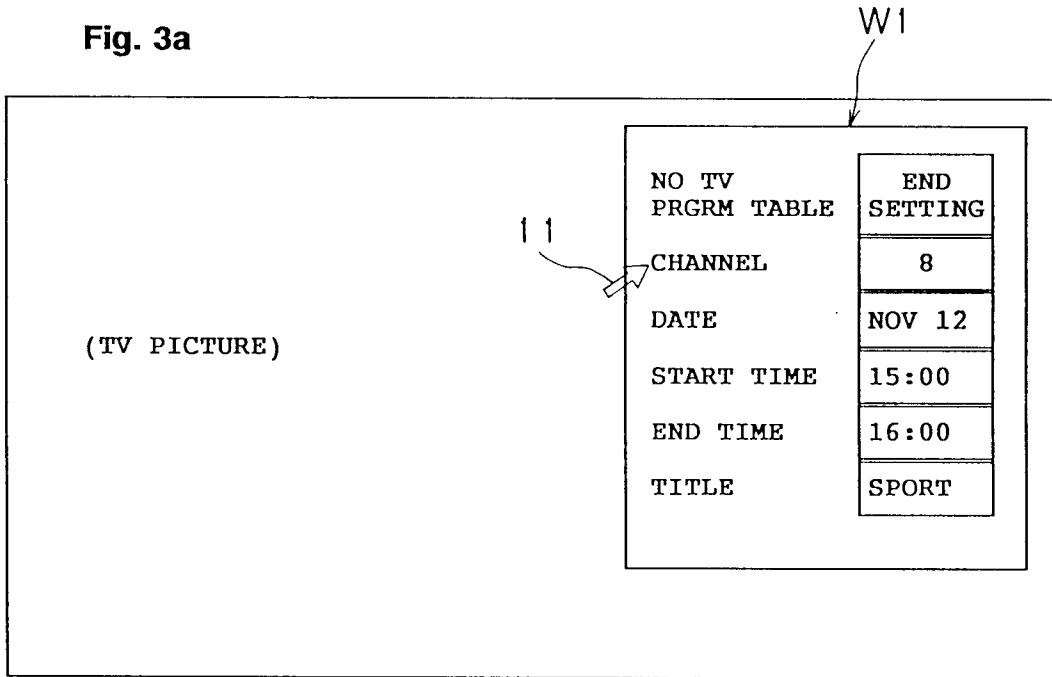 Fig. 3a
W1
NO TV END
PRGRM TABLE SETTING
11
CHANNEL 8
DATE NOV 12
(TV PICTURE)
START TIME 15:00
END TIME 16:00
TITLE SPORT